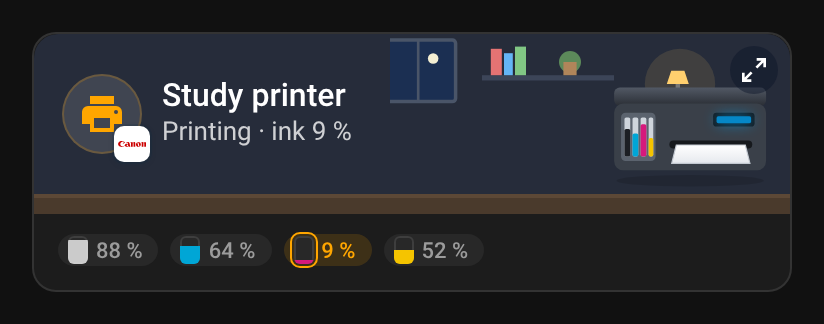 Study printer
Printing · ink 9 %
Canon
88 %
64 %
9 %
52 %